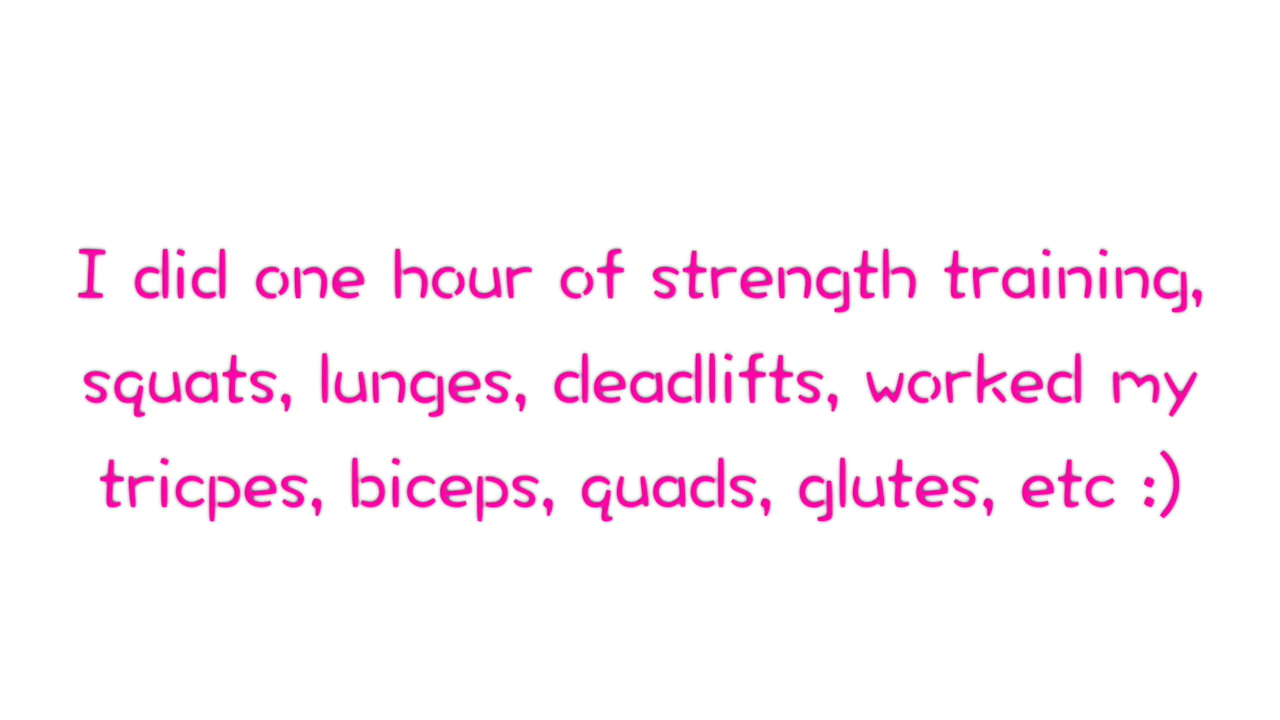 I did one hour of strength training,
squats, lunges, deadlifts, worked my
tricpes, biceps, quads, glutes, etc :)